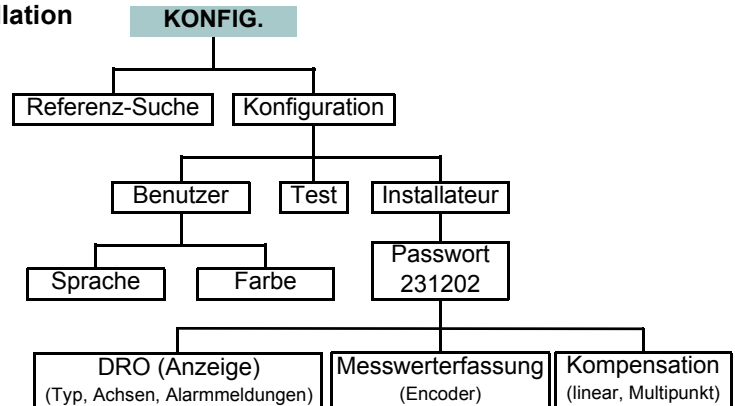 llation
KONFIG.
Referenz-Suche
Konfiguration
Benutzer
Test
Installateur
Sprache
Farbe
Passwort
231202
DRO (Anzeige)
(Typ, Achsen, Alarmmeldungen)
Messwerterfassung
(Encoder)
Kompensation
(linear, Multipunkt)